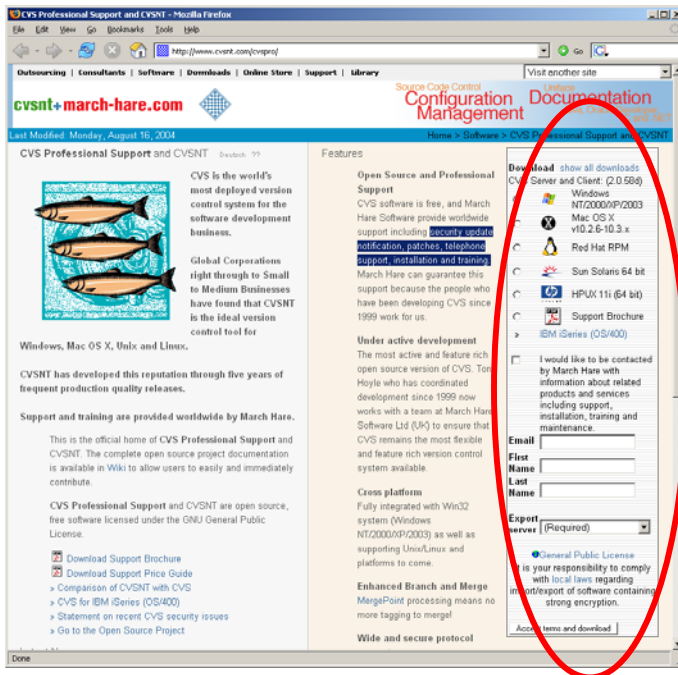 CVS Professional Support and CVSNT - Mozilla Firefox
File Edit View Go Bookmarks Tools Help
http://www.cvsnt.com/cvspro/
Go
Outsourcing | Consultants | Software | Downloads | Online Store | Support | Library
Visit another site
cvsnt+march-hare.com
Source Code Control
Configuration
Management
Uniface
Documentation
Last Modified: Monday, August 16, 2004
Home > Software > CVS Professional Support and CVSNT
CVS Professional Support and CVSNT Deutsch ??
CVS is the world's
most deployed version
control system for the
software development
business.
Global Corporations
right through to Small
to Medium Businesses
have found that CVSNT
is the ideal version
control tool for
Windows, Mac OS X, Unix and Linux.
CVSNT has developed this reputation through five years of
frequent production quality releases.
Support and training are provided worldwide by March Hare.
This is the official home of CVS Professional Support and
CVSNT. The complete open source project documentation
is available in Wiki to allow users to easily and immediately
contribute.
CVS Professional Support and CVSNT are open source,
free software licensed under the GNU General Public
License.
Download Support Brochure
Download Support Price Guide
» Comparison of CVSNT with CVS
» CVS for IBM iSeries (OS/400)
» Statement on recent CVS security issues
» Go to the Open Source Project
Features
Open Source and Professional
Support
CVS software is free, and March
Hare Software provide worldwide
support including security update
notification, patches, telephone
support, installation and training.
March Hare can guarantee this
support because the people who
have been developing CVS since
1999 work for us.
Under active development
The most active and feature rich
open source version of CVS. Tony
Hoyle who has coordinated
development since 1999 now
works with a team at March Hare
Software Ltd (UK) to ensure that
CVS remains the most flexible
and feature rich version control
system available.
Cross platform
Fully integrated with Win32
system (Windows
NT/2000/XP/2003) as well as
supporting Unix/Linux and
platforms to come.
Enhanced Branch and Merge
MergePoint processing means no
more tagging to merge!
Wide and secure protocol
Download show all downloads
CVS Server and Client: (2.0.58d)
Windows
NT/2000/XP/2003
Mac OS X
v10.2.6-10.3.x
Red Hat RPM
Sun Solaris 64 bit
HPUX 11i (64 bit)
Support Brochure
» IBM iSeries (OS/400)
I would like to be contacted
by March Hare with
information about related
products and services
including support,
installation, training and
maintenance.
Email
First
Name
Last
Name
Export
server (Required)
General Public License
It is your responsibility to comply
with local laws regarding
import/export of software containing
strong encryption.
Accept terms and download
Done